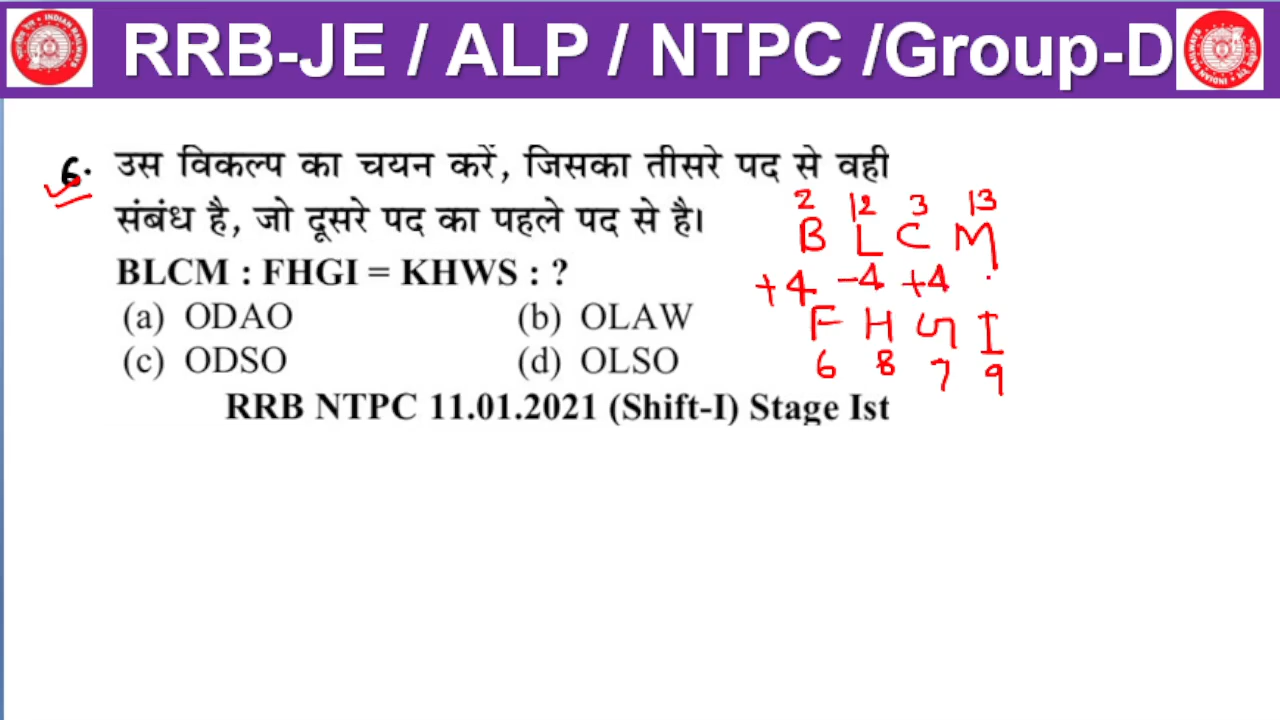 RRB-JE / ALP / NTPC /Group-D
6. उस विकल्प का चयन करें, जिसका तीसरे पद से वही
संबंध है, जो दूसरे पद का पहले पद से है।
BLCM : FHGI = KHWS : ?
(a) ODAO (b) OLAW
(c) ODSO (d) OLSO
RRB NTPC 11.01.2021 (Shift-I) Stage Ist
2 12 3 13
B L C M
+4 -4 +4
F H G I
6 8 7 9